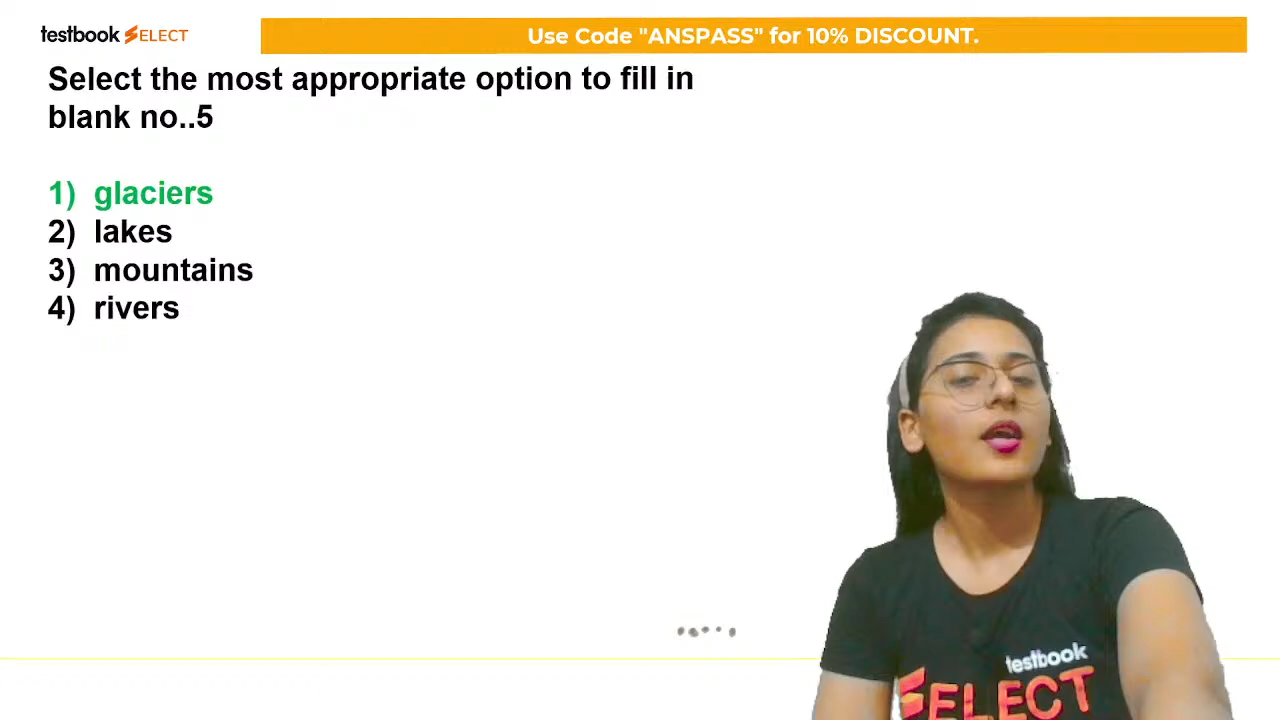 testbook SELECT
Use Code "ANSPASS" for 10% DISCOUNT.
Select the most appropriate option to fill in
blank no..5
1) glaciers
2) lakes
3) mountains
4) rivers
testbook
SELECT